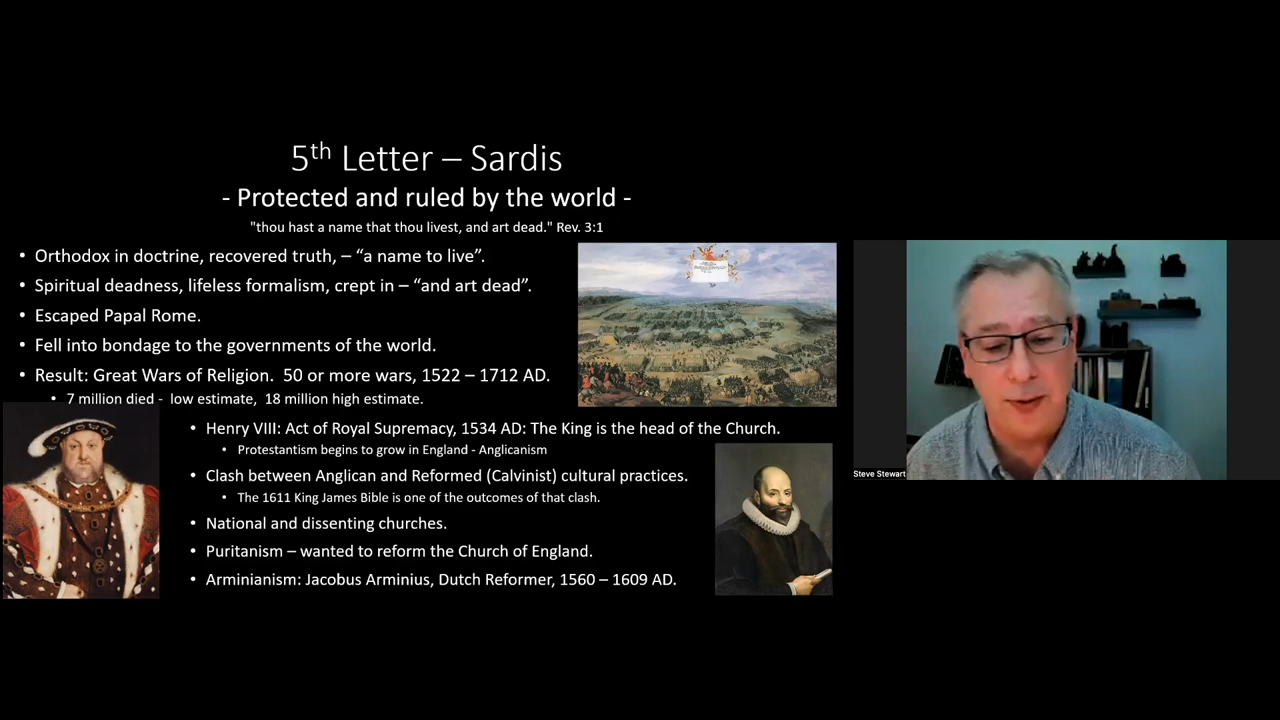 5th Letter – Sardis
- Protected and ruled by the world -
"thou hast a name that thou livest, and art dead." Rev. 3:1
• Orthodox in doctrine, recovered truth, – “a name to live”.
• Spiritual deadness, lifeless formalism, crept in – “and art dead”.
• Escaped Papal Rome.
• Fell into bondage to the governments of the world.
• Result: Great Wars of Religion.  50 or more wars, 1522 – 1712 AD.
• 7 million died -  low estimate,  18 million high estimate.
• Henry VIII: Act of Royal Supremacy, 1534 AD: The King is the head of the Church.
• Protestantism begins to grow in England - Anglicanism
• Clash between Anglican and Reformed (Calvinist) cultural practices.
• The 1611 King James Bible is one of the outcomes of that clash.
• National and dissenting churches.
• Puritanism – wanted to reform the Church of England.
• Arminianism: Jacobus Arminius, Dutch Reformer, 1560 – 1609 AD.
Steve Stewart